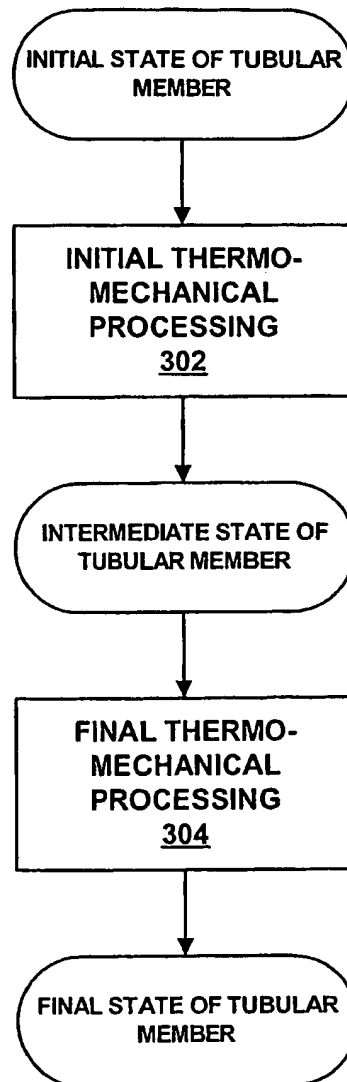 INITIAL STATE OF TUBULAR
MEMBER
INITIAL THERMO-
MECHANICAL
PROCESSING
302
INTERMEDIATE STATE OF
TUBULAR MEMBER
FINAL THERMO-
MECHANICAL
PROCESSING
304
FINAL STATE OF TUBULAR
MEMBER